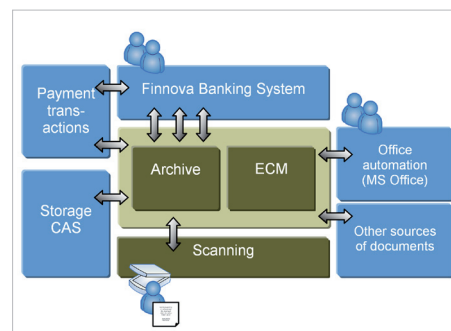 Finnova Banking System
Payment
trans-
actions
Archive
ECM
Office
automation
(MS Office)
Storage
CAS
Other sources
of documents
Scanning